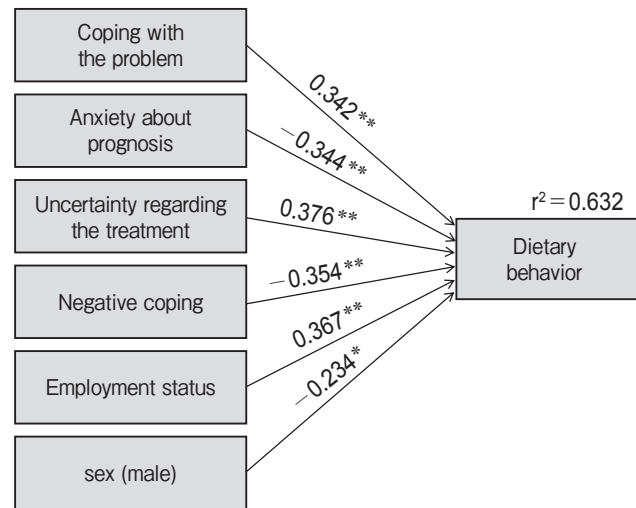 Coping with
the problem
0.342**
Anxiety about
prognosis
−0.344**
Uncertainty regarding
the treatment
0.376**
r² = 0.632
Dietary
behavior
Negative coping
−0.354**
Employment status
0.367**
sex (male)
−0.234*